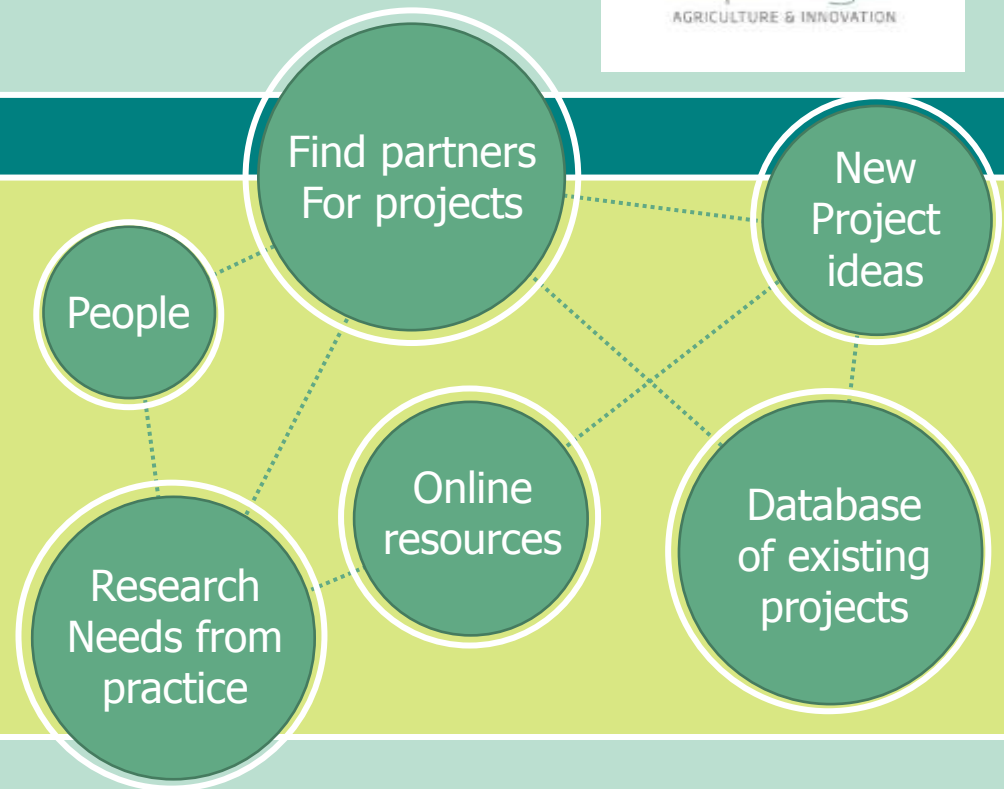 AGRICULTURE & INNOVATION
Find partners
For projects
New
Project
ideas
People
Online
resources
Database
of existing
projects
Research
Needs from
practice